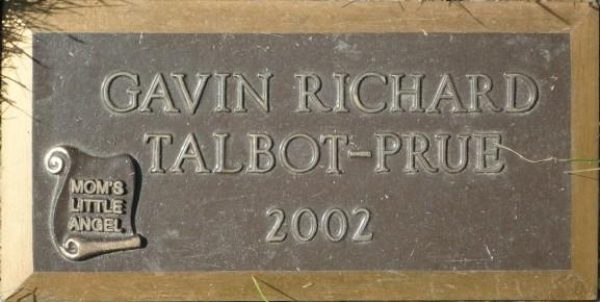 GAVIN RICHARD
TALBOT-PRUE
MOM'S
LITTLE
ANGEL
2002